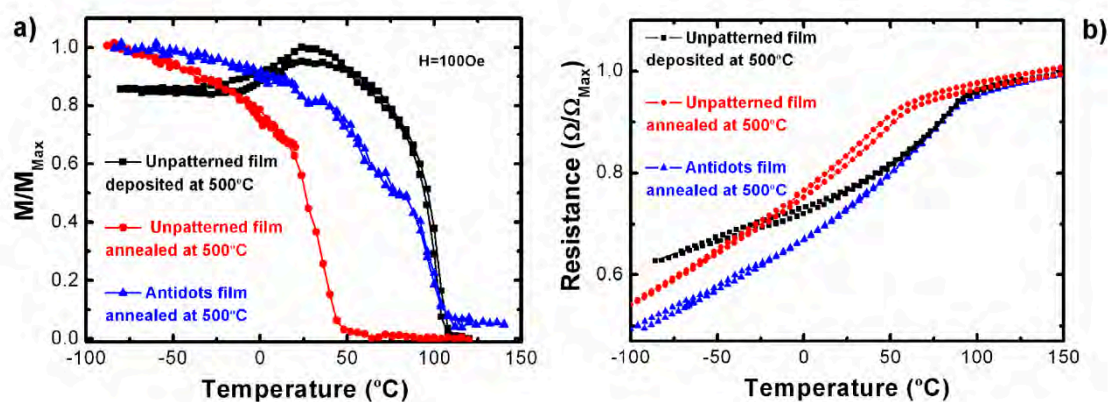 a)
1.0
0.8
0.6
0.4
0.2
0.0
M/M_Max
H=100Oe
Unpatterned film
deposited at 500°C
Unpatterned film
annealed at 500°C
Antidots film
annealed at 500°C
-100 -50 0 50 100 150
Temperature (°C)
b)
1.0
0.8
0.6
Resistance (Ω/Ω_Max)
Unpatterned film
deposited at 500°C
Unpatterned film
annealed at 500°C
Antidots film
annealed at 500°C
-100 -50 0 50 100 150
Temperature (°C)